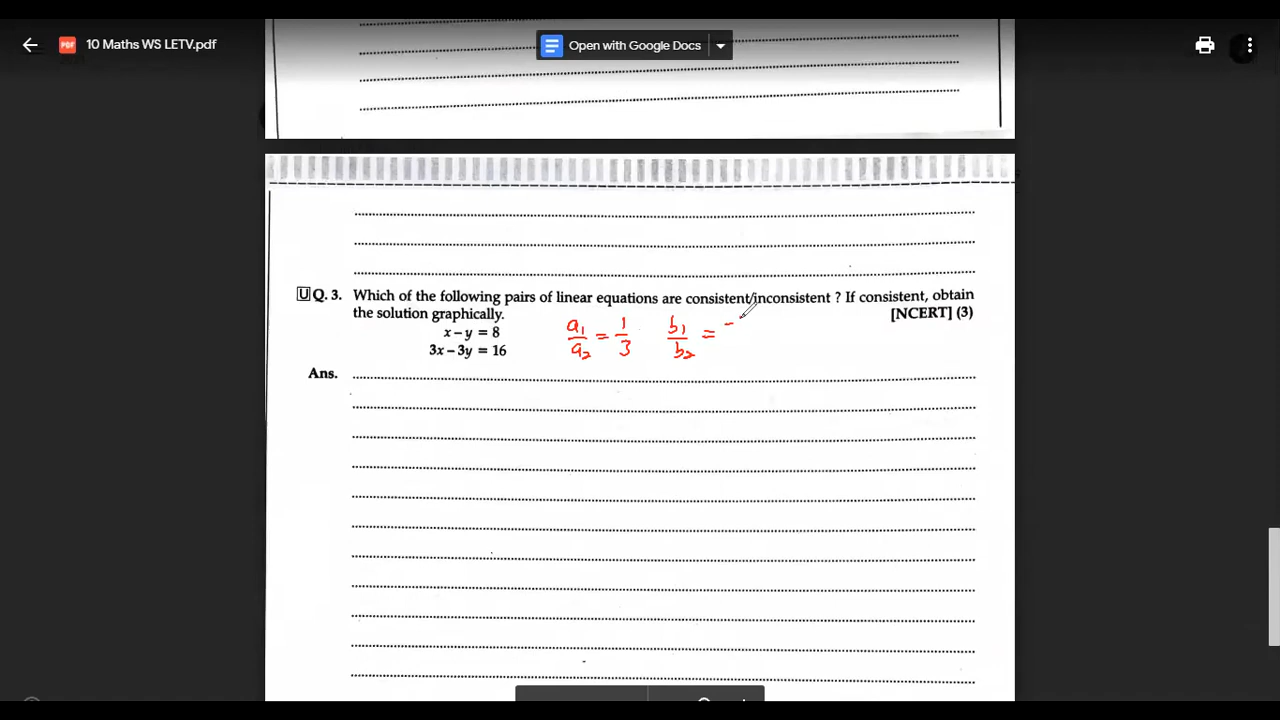 10 Maths WS LETV.pdf
Open with Google Docs
U Q. 3. Which of the following pairs of linear equations are consistent/inconsistent ? If consistent, obtain
the solution graphically. [NCERT] (3)
x – y = 8
3x – 3y = 16
a₁/a₂ = 1/3 b₁/b₂ = -
Ans.